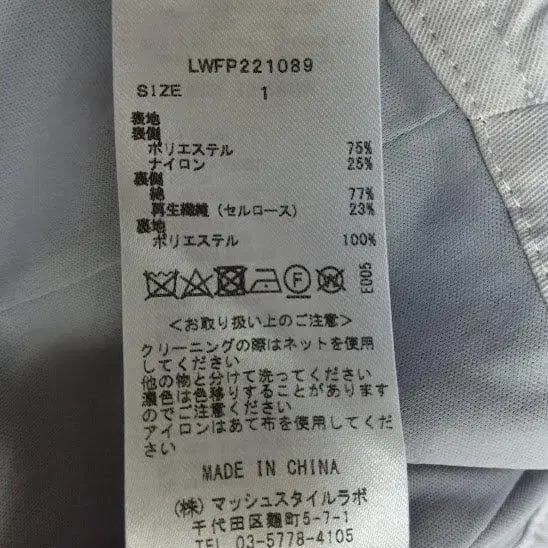 LWFP221089
SIZE 1
表地
表側
ポリエステル 75%
ナイロン 25%
裏側
綿 77%
再生繊維(セルロース) 23%
裏地
ポリエステル 100%
F W E005
<お取り扱い上のご注意>
クリーニングの際はネットを使用
してください
他の物と分けて洗ってください
濃色は色移りすることがあります
のでご注意ください
アイロンはあて布を使用してくだ
さい
MADE IN CHINA
(株)マッシュスタイルラボ
千代田区麹町5-7-1
TEL 03-5778-4105